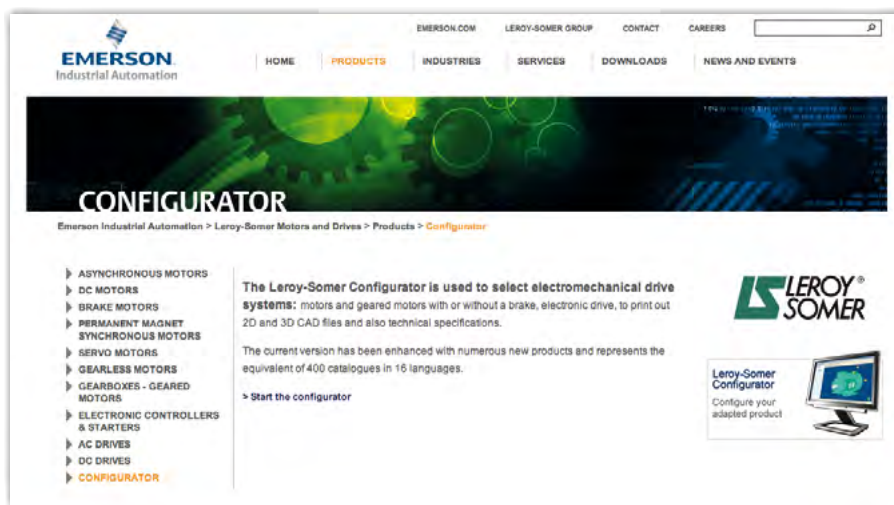 EMERSON.COM LEROY-SOMER GROUP CONTACT CAREERS
EMERSON
Industrial Automation
HOME PRODUCTS INDUSTRIES SERVICES DOWNLOADS NEWS AND EVENTS
CONFIGURATOR
Emerson Industrial Automation > Leroy-Somer Motors and Drives > Products > Configurator
ASYNCHRONOUS MOTORS
DC MOTORS
BRAKE MOTORS
PERMANENT MAGNET
SYNCHRONOUS MOTORS
SERVO MOTORS
GEARLESS MOTORS
GEARBOXES - GEARED
MOTORS
ELECTRONIC CONTROLLERS
& STARTERS
AC DRIVES
DC DRIVES
CONFIGURATOR
The Leroy-Somer Configurator is used to select electromechanical drive
systems: motors and geared motors with or without a brake, electronic drive, to print out
2D and 3D CAD files and also technical specifications.
The current version has been enhanced with numerous new products and represents the
equivalent of 400 catalogues in 16 languages.
> Start the configurator
LEROY®
SOMER
Leroy-Somer
Configurator
Configure your
adapted product